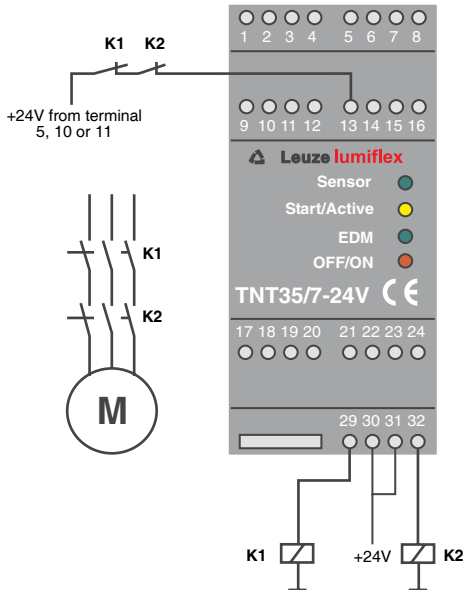 K1 K2
1 2 3 4 5 6 7 8
+24V from terminal
5, 10 or 11
9 10 11 12 13 14 15 16
Leuze lumiflex
Sensor
Start/Active
EDM
OFF/ON
TNT35/7-24V CE
K1
K2
M
17 18 19 20 21 22 23 24
29 30 31 32
K1 +24V K2